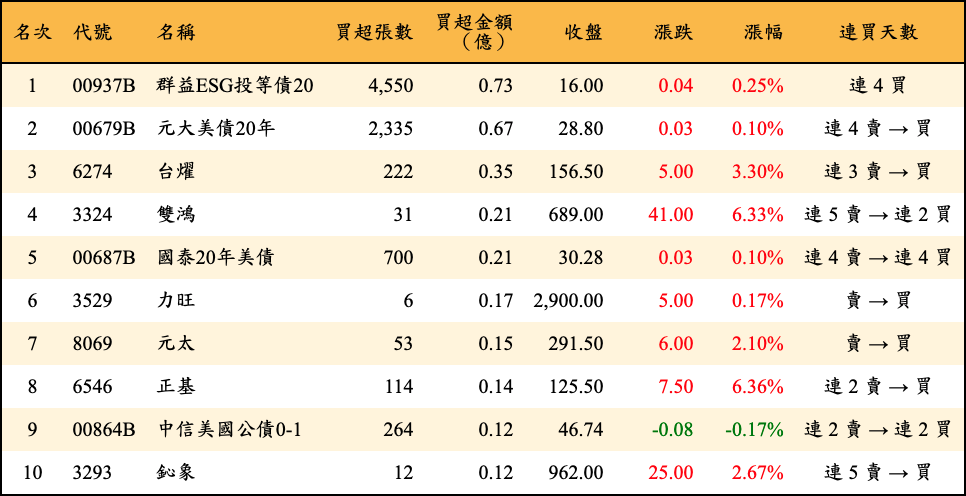 名次 代號 名稱 買超張數 買超金額（億） 收盤 漲跌 漲幅 連買天數
1 00937B 群益ESG投等債20 4,550 0.73 16.00 0.04 0.25% 連 4 買
2 00679B 元大美債20年 2,335 0.67 28.80 0.03 0.10% 連 4 賣 → 買
3 6274 台燿 222 0.35 156.50 5.00 3.30% 連 3 賣 → 買
4 3324 雙鴻 31 0.21 689.00 41.00 6.33% 連 5 賣 → 連 2 買
5 00687B 國泰20年美債 700 0.21 30.28 0.03 0.10% 連 4 賣 → 連 4 買
6 3529 力旺 6 0.17 2,900.00 5.00 0.17% 賣 → 買
7 8069 元太 53 0.15 291.50 6.00 2.10% 賣 → 買
8 6546 正基 114 0.14 125.50 7.50 6.36% 連 2 賣 → 買
9 00864B 中信美國公債0-1 264 0.12 46.74 -0.08 -0.17% 連 2 賣 → 連 2 買
10 3293 鈊象 12 0.12 962.00 25.00 2.67% 連 5 賣 → 買